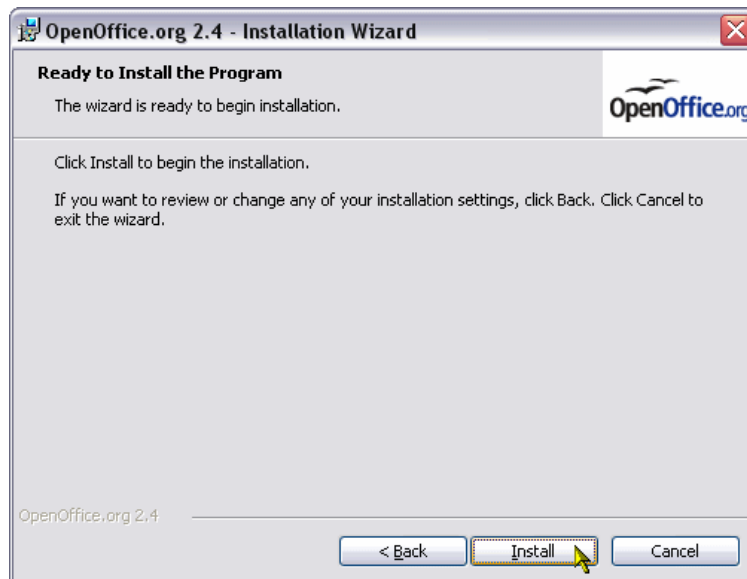 OpenOffice.org 2.4 - Installation Wizard
Ready to Install the Program
The wizard is ready to begin installation.
OpenOffice.org
Click Install to begin the installation.
If you want to review or change any of your installation settings, click Back. Click Cancel to
exit the wizard.
OpenOffice.org 2.4
< Back
Install
Cancel